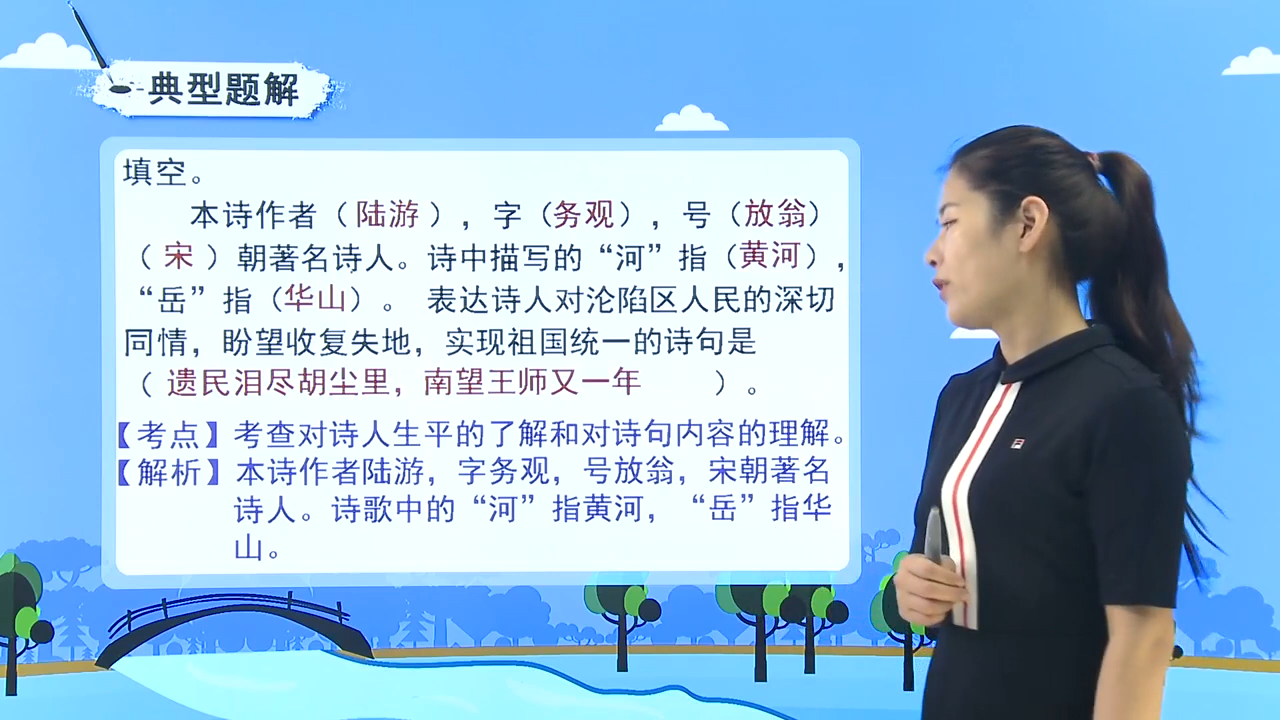 典型题解
填空。
本诗作者（陆游），字（务观），号（放翁）
（宋）朝著名诗人。诗中描写的“河”指（黄河），
“岳”指（华山）。 表达诗人对沦陷区人民的深切
同情，盼望收复失地，实现祖国统一的诗句是
（遗民泪尽胡尘里，南望王师又一年 ）。
【考点】考查对诗人生平的了解和对诗句内容的理解。
【解析】本诗作者陆游，字务观，号放翁，宋朝著名
诗人。诗歌中的“河”指黄河，“岳”指华
山。